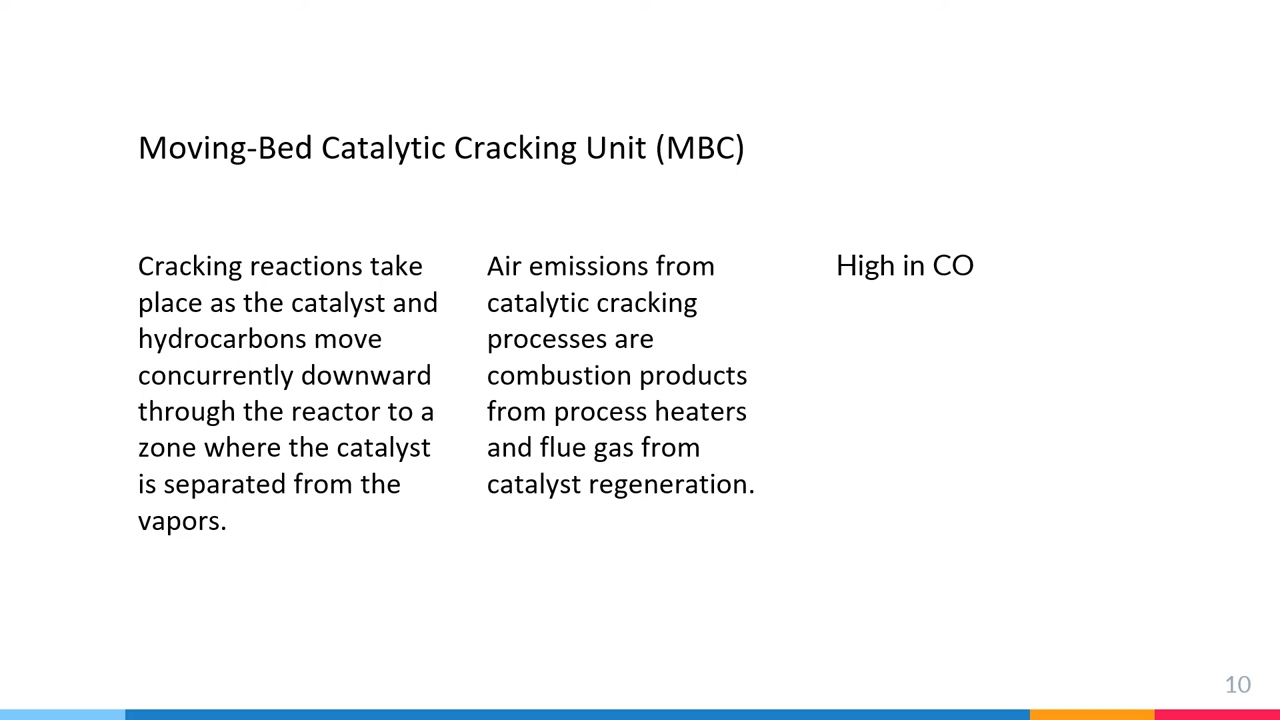 Moving-Bed Catalytic Cracking Unit (MBC)
Cracking reactions take
place as the catalyst and
hydrocarbons move
concurrently downward
through the reactor to a
zone where the catalyst
is separated from the
vapors.
Air emissions from
catalytic cracking
processes are
combustion products
from process heaters
and flue gas from
catalyst regeneration.
High in CO
10